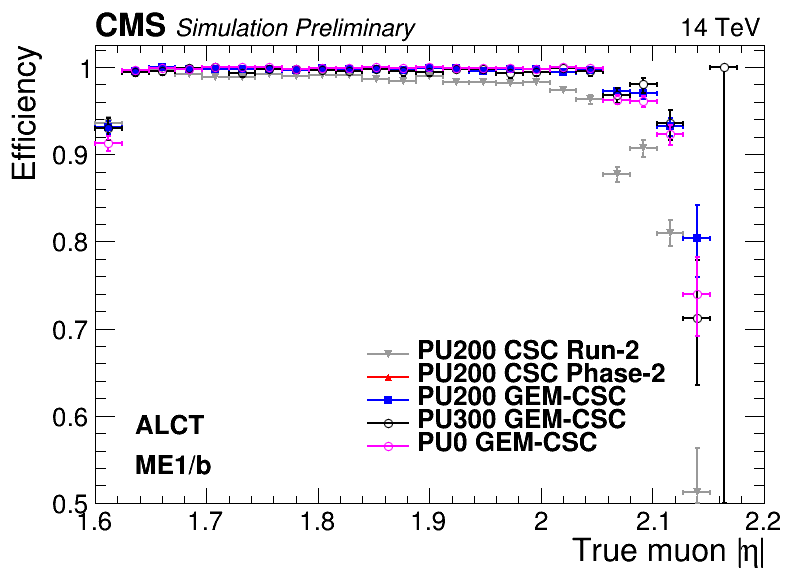 CMS Simulation Preliminary 14 TeV
Efficiency
1
0.9
0.8
0.7
0.6
0.5
PU200 CSC Run-2
PU200 CSC Phase-2
PU200 GEM-CSC
PU300 GEM-CSC
PU0 GEM-CSC
ALCT
ME1/b
1.6 1.7 1.8 1.9 2 2.1 2.2
True muon |η|